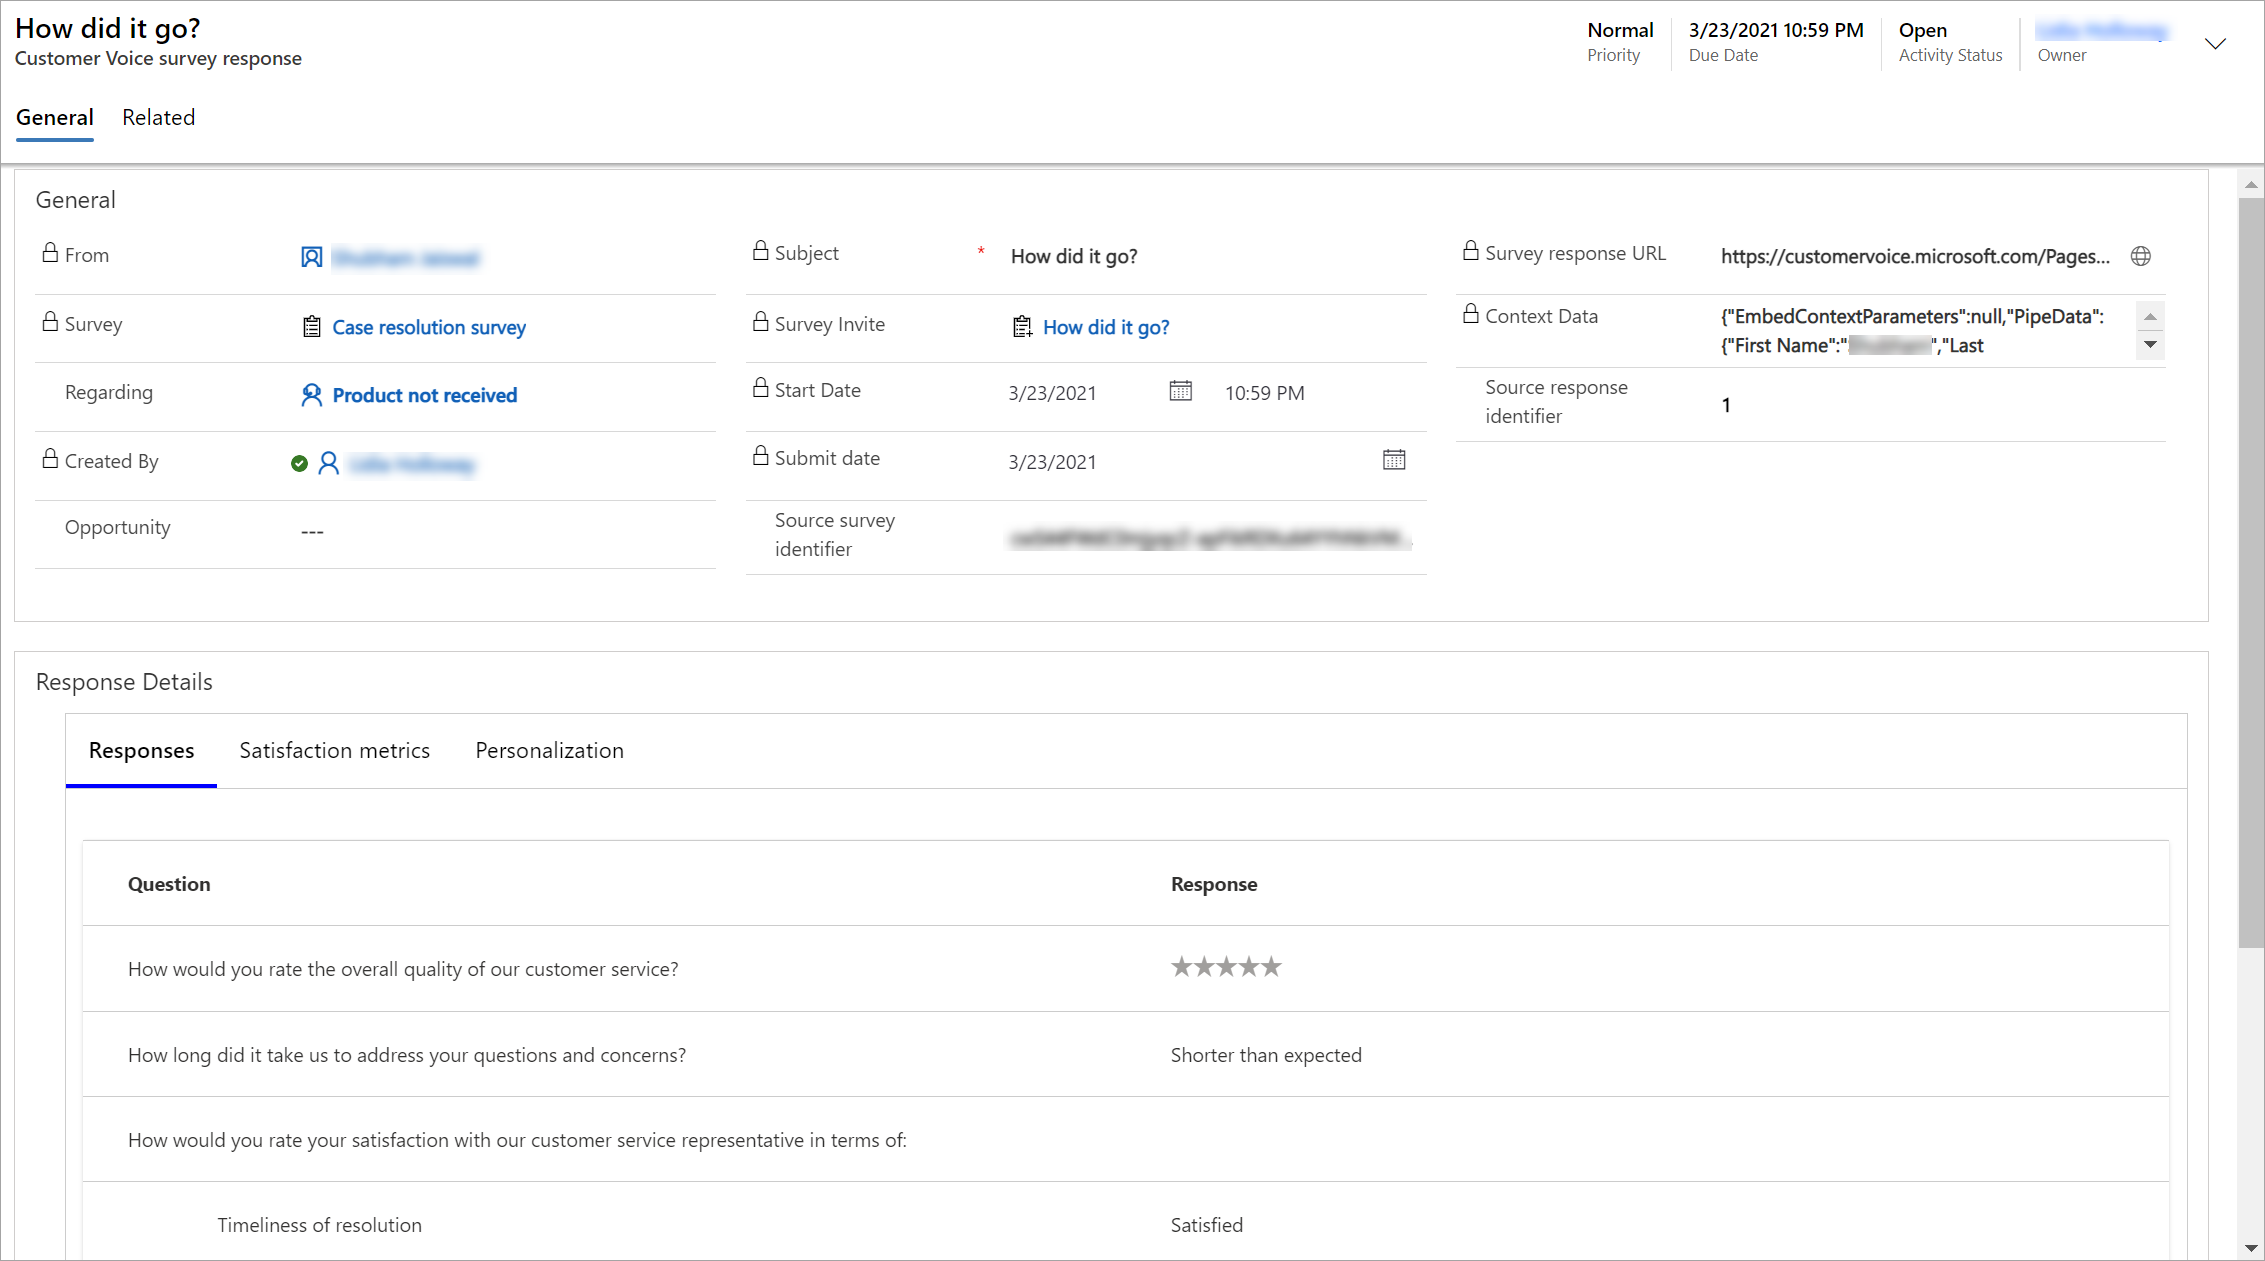 How did it go?
Customer Voice survey response
Normal
Priority
3/23/2021 10:59 PM
Due Date
Open
Activity Status
Owner
General
Related
General
From
Survey
Case resolution survey
Regarding
Product not received
Created By
Opportunity
---
Subject
*
How did it go?
Survey Invite
How did it go?
Start Date
3/23/2021
10:59 PM
Submit date
3/23/2021
Source survey
identifier
Survey response URL
https://customervoice.microsoft.com/Pages...
Context Data
{"EmbedContextParameters":null,"PipeData":
{"First Name":" ","Last
Source response
identifier
1
Response Details
Responses
Satisfaction metrics
Personalization
Question
Response
How would you rate the overall quality of our customer service?
★★★★★
How long did it take us to address your questions and concerns?
Shorter than expected
How would you rate your satisfaction with our customer service representative in terms of:
Timeliness of resolution
Satisfied